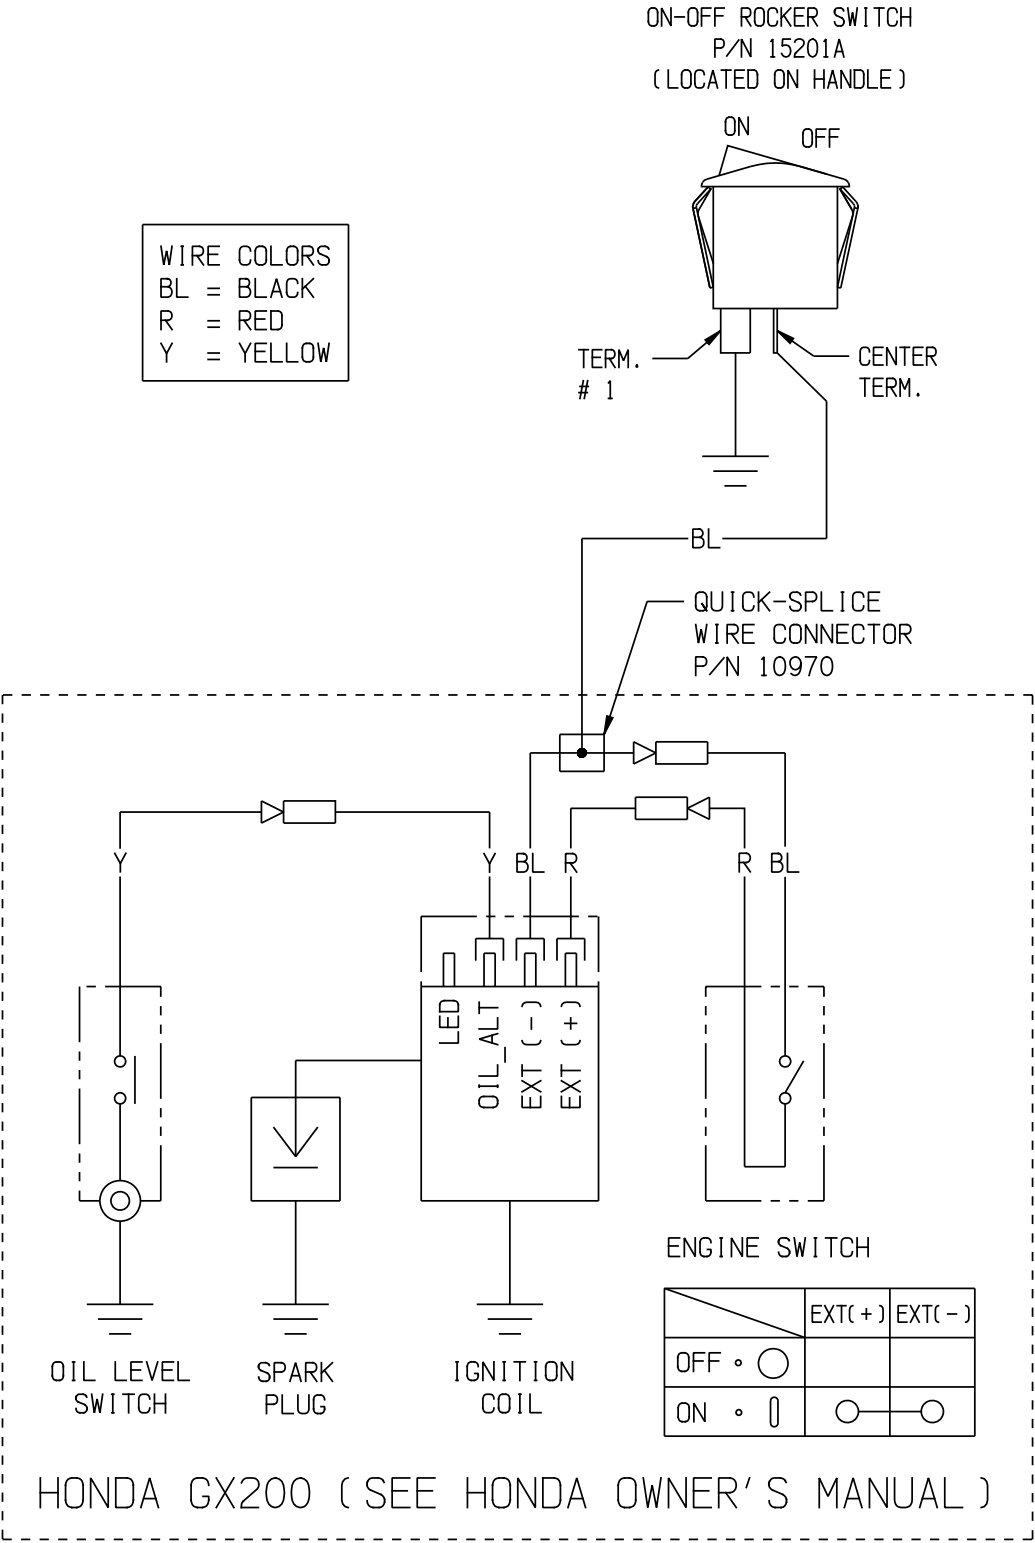 ON-OFF ROCKER SWITCH
P/N 15201A
(LOCATED ON HANDLE)
ON
OFF
WIRE COLORS
BL = BLACK
R = RED
Y = YELLOW
TERM.
# 1
CENTER
TERM.
BL
QUICK-SPLICE
WIRE CONNECTOR
P/N 10970
Y
Y
BL
R
R
BL
LED
OIL_ALT
EXT (-)
EXT (+)
ENGINE SWITCH
EXT(+) EXT(-)
OFF
ON
OIL LEVEL
SWITCH
SPARK
PLUG
IGNITION
COIL
HONDA GX200 (SEE HONDA OWNER'S MANUAL)